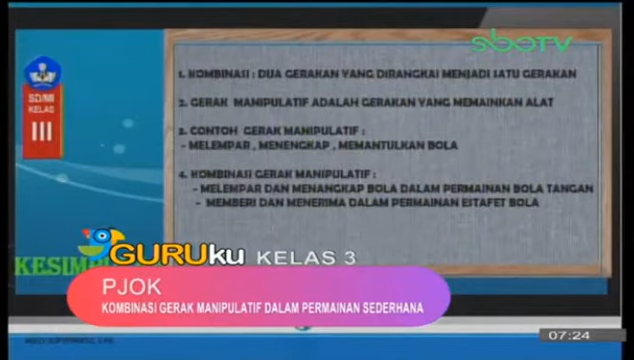 sbotv
SD/MI
KELAS
III
1. KOMBINASI : DUA GERAKAN YANG DIRANGKAI MENJADI SATU GERAKAN
2. GERAK MANIPULATIF ADALAH GERAKAN YANG MEMAINKAN ALAT
3. CONTOH GERAK MANIPULATIF :
- MELEMPAR , MENENGKAP , MEMANTULKAN BOLA
4. KOMBINASI GERAK MANIPULATIF :
- MELEMPAR DAN MENANGKAP BOLA DALAM PERMAINAN BOLA TANGAN
- MEMBERI DAN MENERIMA DALAM PERMAINAN ESTAFET BOLA
GURUku KELAS 3
PJOK
KOMBINASI GERAK MANIPULATIF DALAM PERMAINAN SEDERHANA
07:24